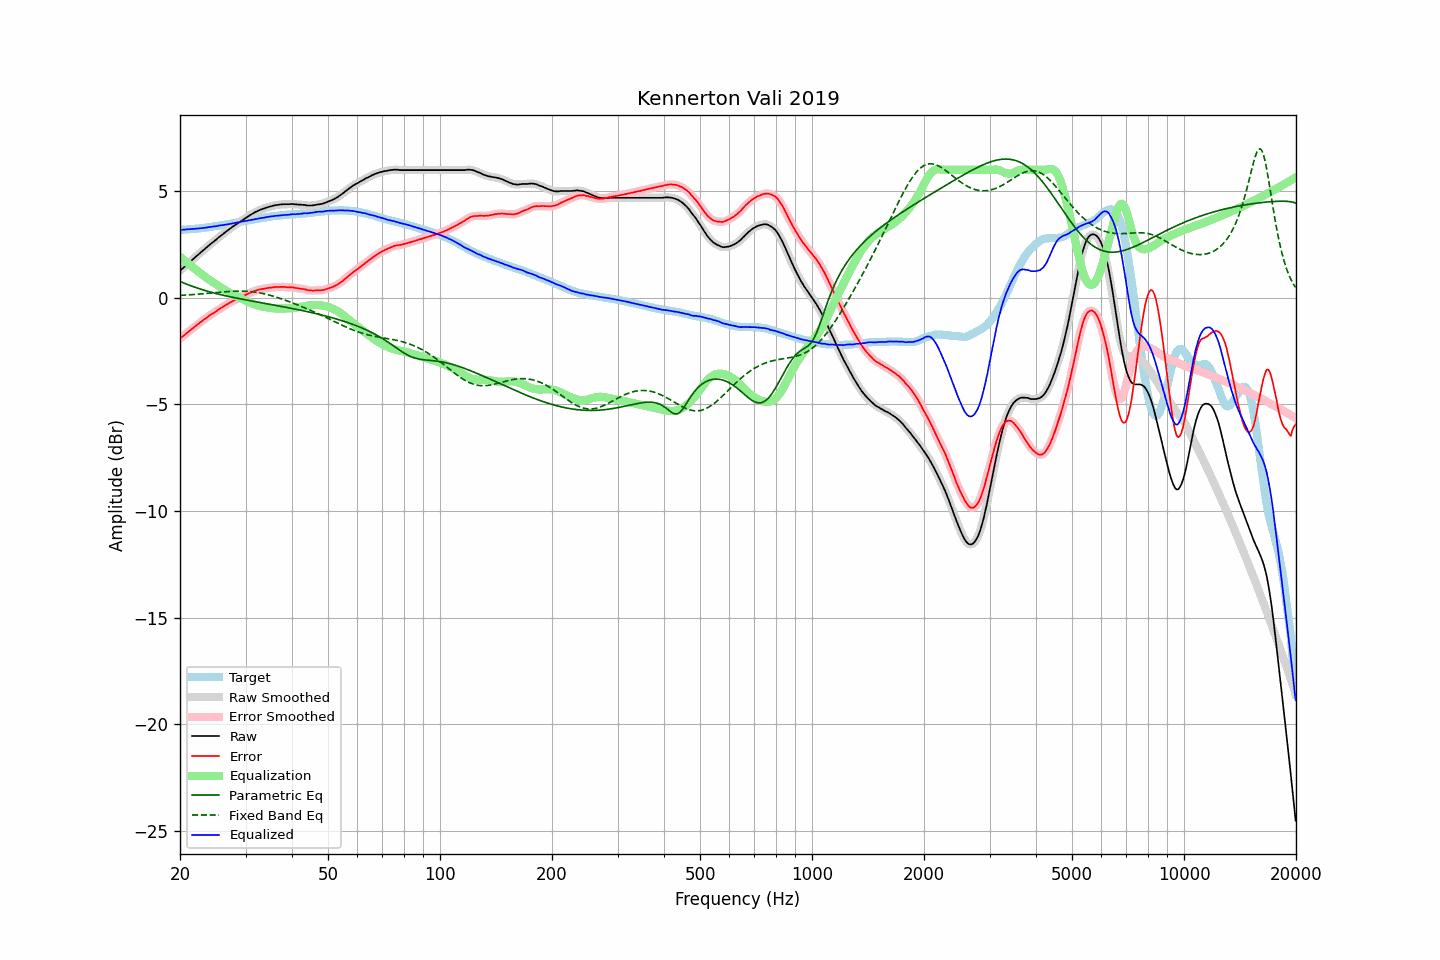 Kennerton Vali 2019
Amplitude (dBr)
5
0
−5
−10
−15
−20
−25
Target
Raw Smoothed
Error Smoothed
Raw
Error
Equalization
Parametric Eq
Fixed Band Eq
Equalized
20 50 100 200 500 1000 2000 5000 10000 20000
Frequency (Hz)